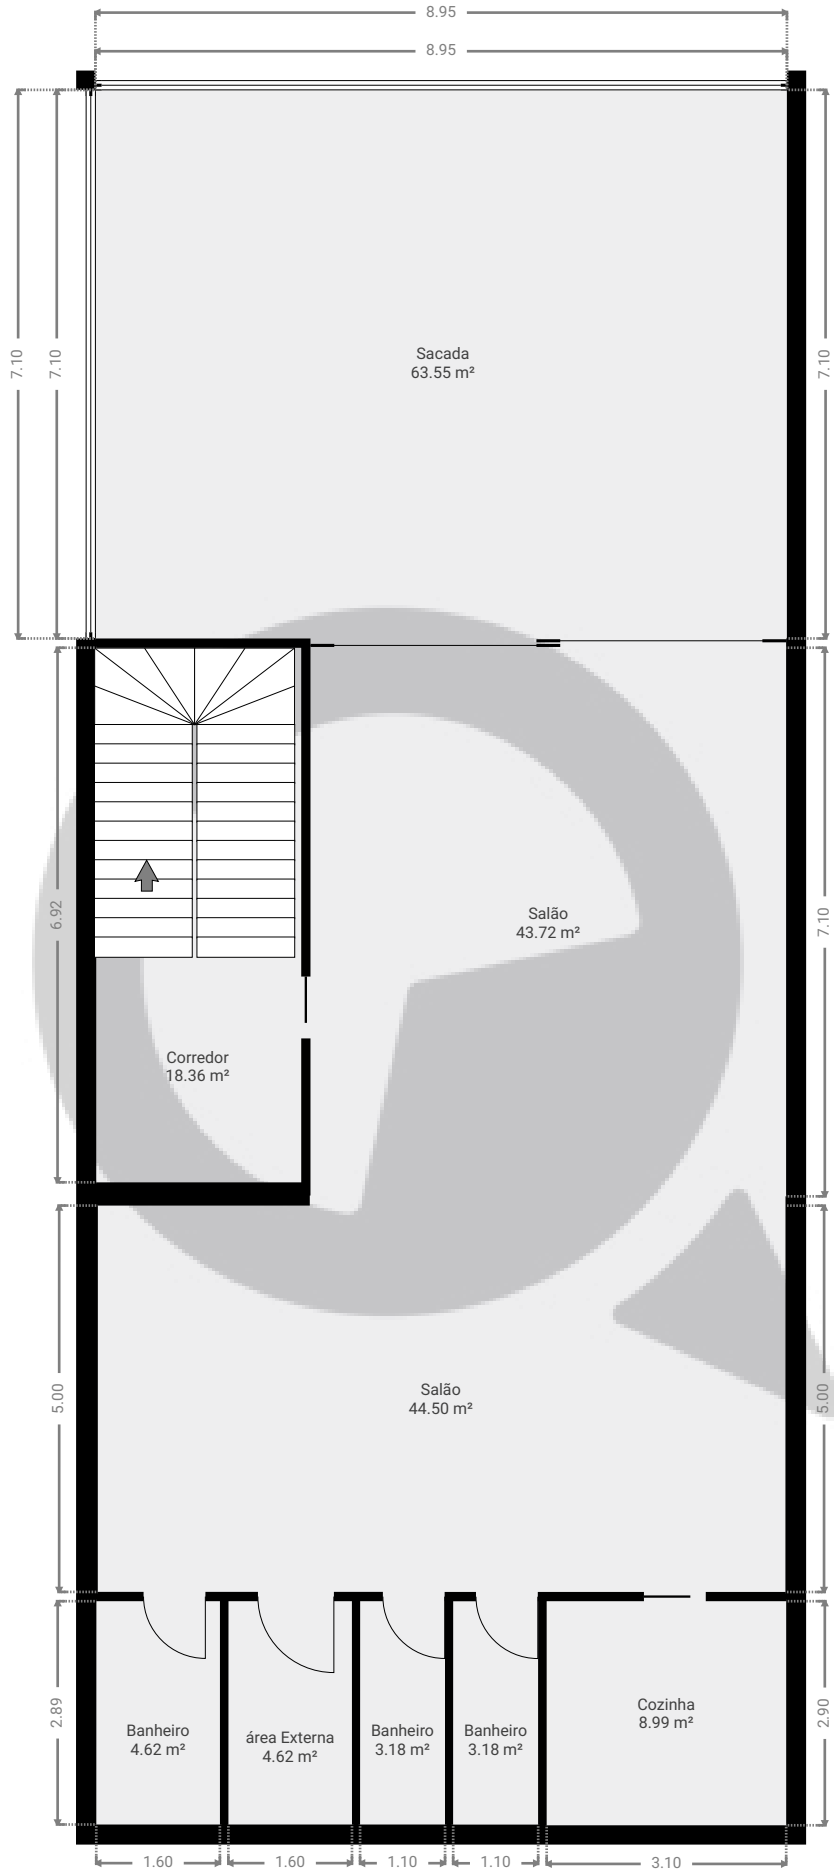 8.95
8.95
7.10
7.10
7.10
Sacada
63.55 m²
6.92
7.10
Salão
43.72 m²
Corredor
18.36 m²
5.00
5.00
Salão
44.50 m²
2.89
2.90
Banheiro
4.62 m²
área Externa
4.62 m²
Banheiro
3.18 m²
Banheiro
3.18 m²
Cozinha
8.99 m²
1.60
1.60
1.10
1.10
3.10